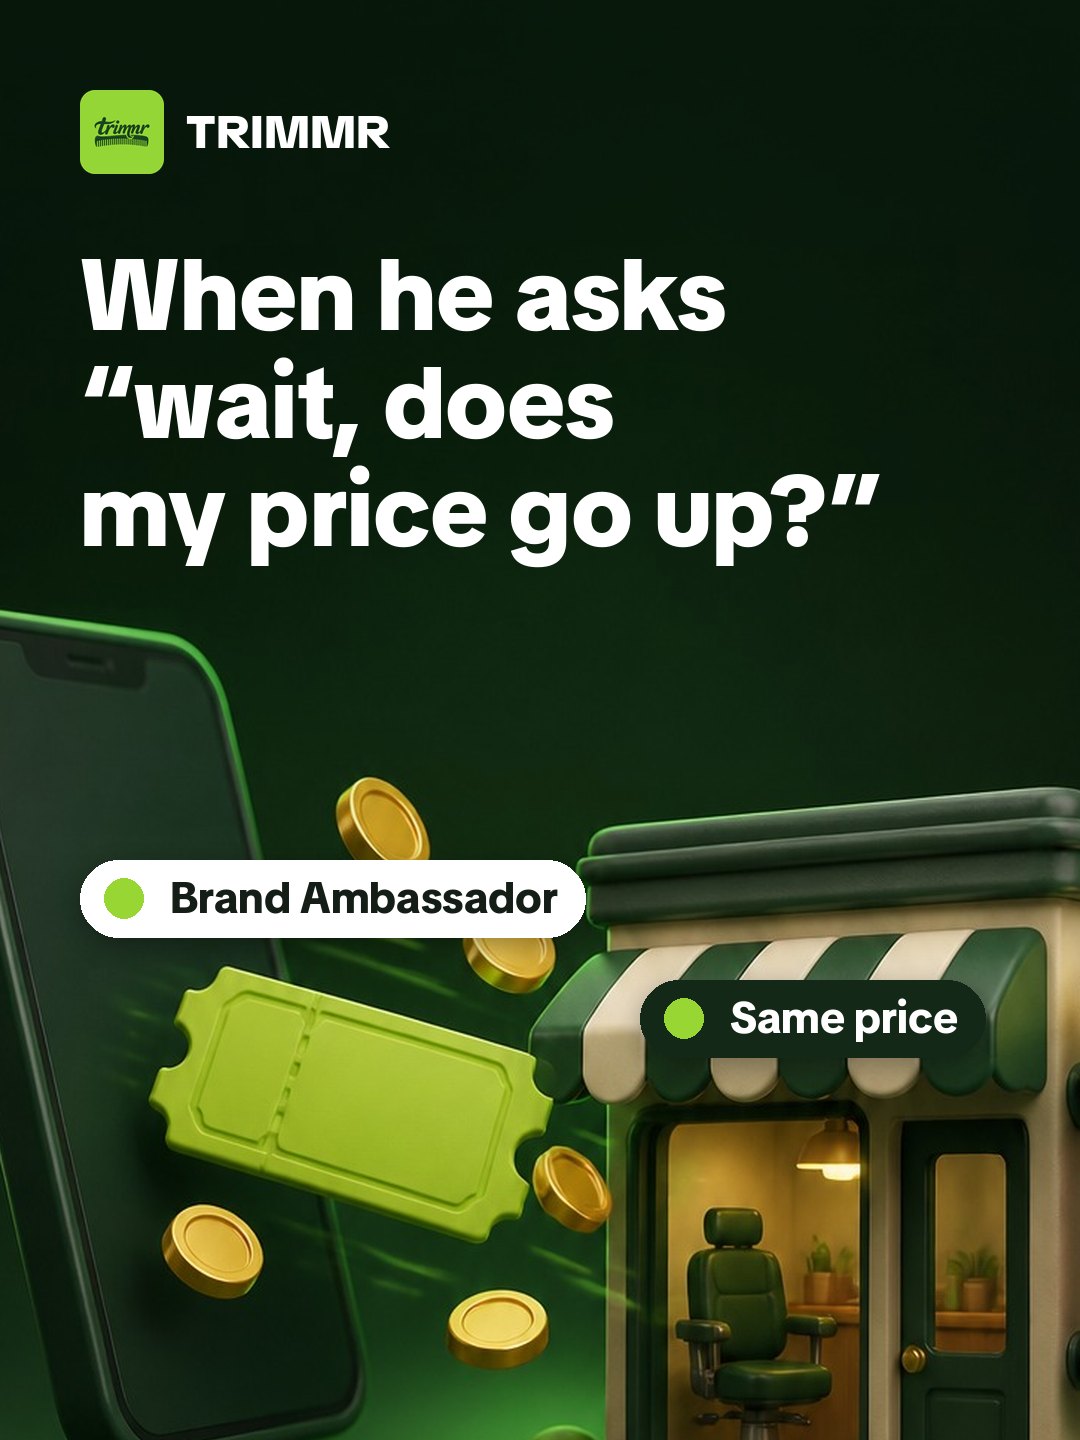 trimmr
TRIMMR
When he asks
“wait, does
my price go up?”
Brand Ambassador
Same price